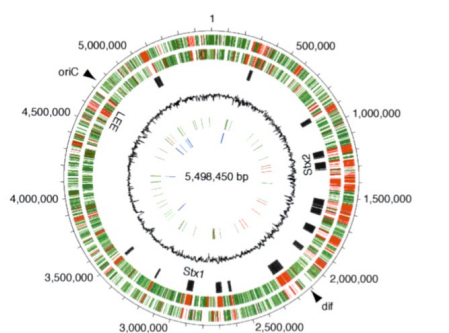 1
500,000
1,000,000
1,500,000
2,000,000
dif
2,500,000
3,000,000
3,500,000
4,000,000
4,500,000
oriC
5,000,000
LEE
Stx2
Stx1
5,498,450 bp